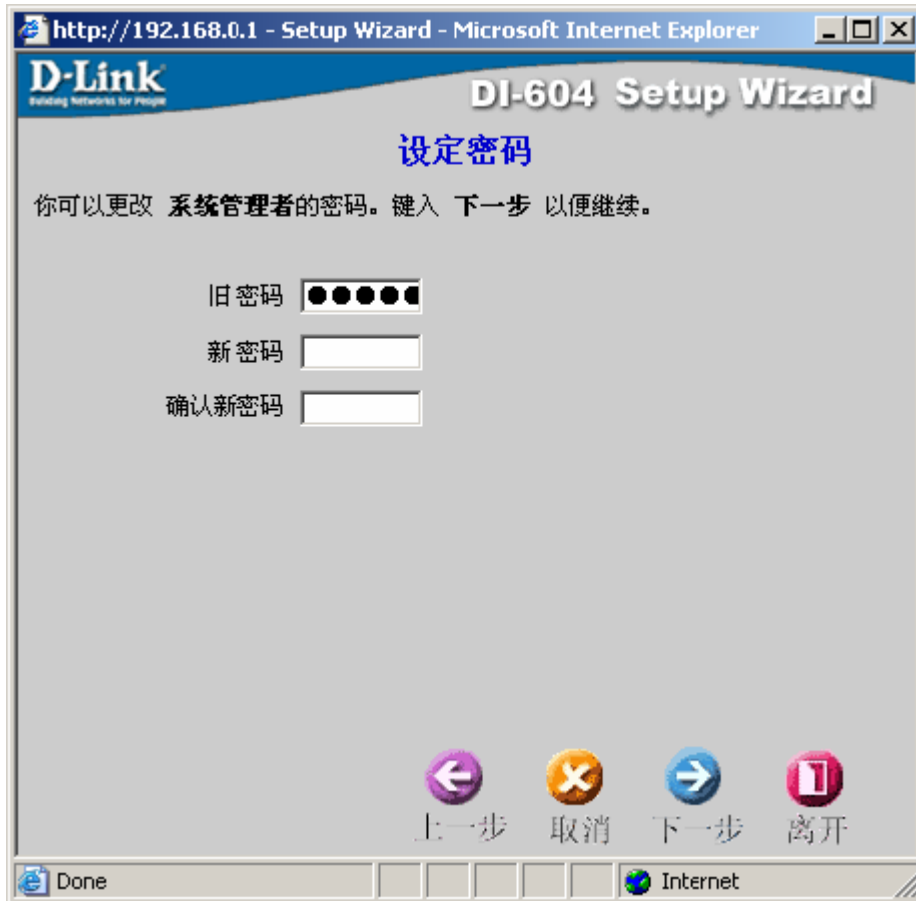 http://192.168.0.1 - Setup Wizard - Microsoft Internet Explorer
D-Link
Building Networks for People
DI-604 Setup Wizard
设定密码
你可以更改 系统管理者的密码。键入 下一步 以便继续。
旧密码
新密码
确认新密码
上一步 取消 下一步 离开
Done Internet